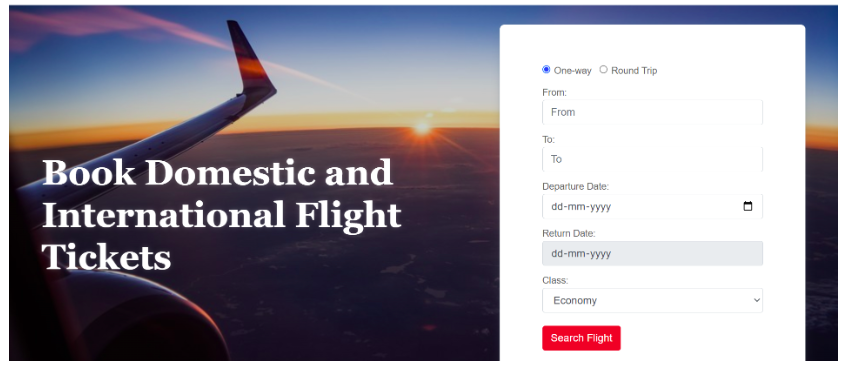 Book Domestic and
International Flight
Tickets
One-way Round Trip
From:
From
To:
To
Departure Date:
dd-mm-yyyy
Return Date:
dd-mm-yyyy
Class:
Economy
Search Flight